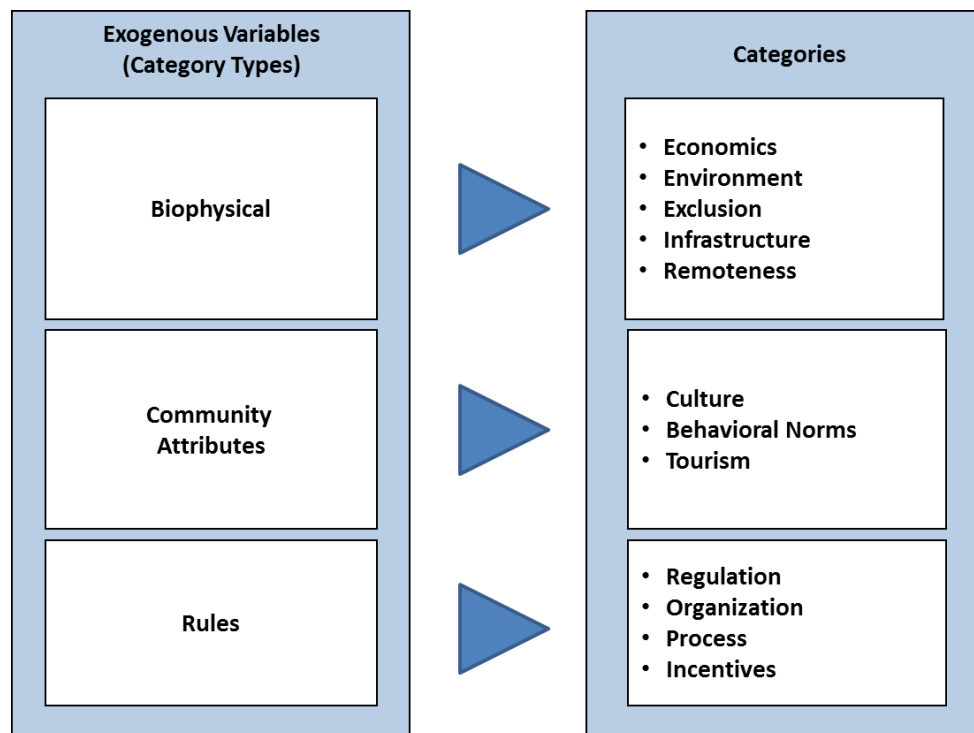 Exogenous Variables
(Category Types)
Categories
Biophysical
• Economics
• Environment
• Exclusion
• Infrastructure
• Remoteness
Community
Attributes
• Culture
• Behavioral Norms
• Tourism
Rules
• Regulation
• Organization
• Process
• Incentives